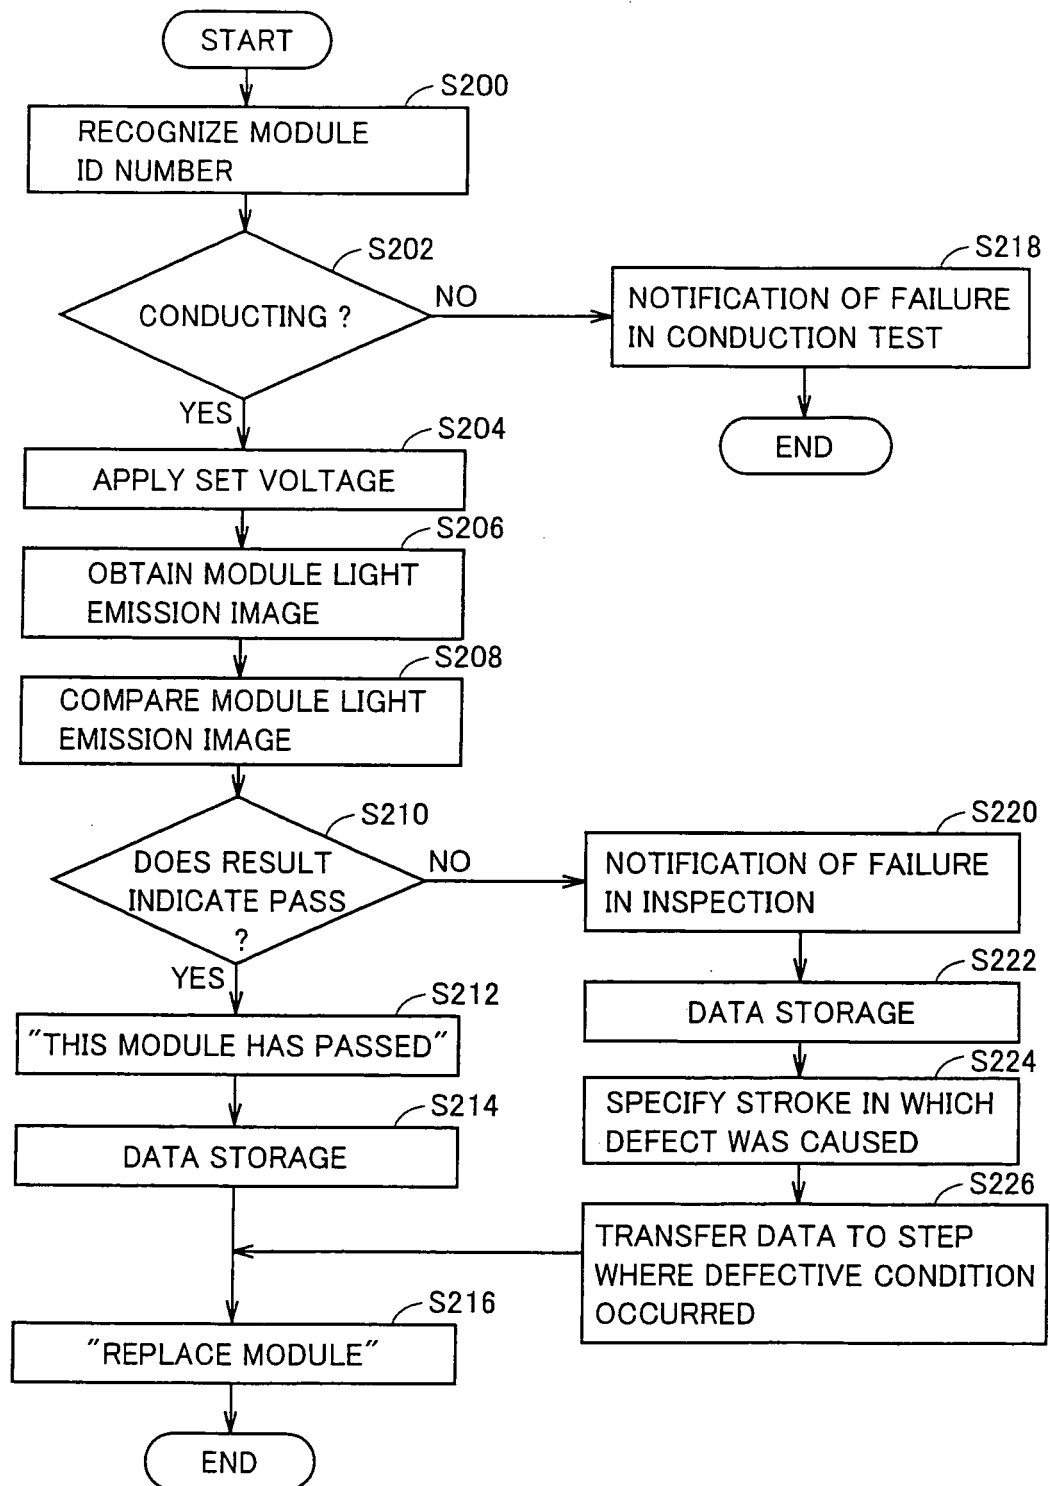 START
S200
RECOGNIZE MODULE
ID NUMBER
S202
CONDUCTING ?
NO
YES
S218
NOTIFICATION OF FAILURE
IN CONDUCTION TEST
END
S204
APPLY SET VOLTAGE
S206
OBTAIN MODULE LIGHT
EMISSION IMAGE
S208
COMPARE MODULE LIGHT
EMISSION IMAGE
S210
DOES RESULT
INDICATE PASS
?
NO
YES
S220
NOTIFICATION OF FAILURE
IN INSPECTION
S222
DATA STORAGE
S224
SPECIFY STROKE IN WHICH
DEFECT WAS CAUSED
S226
TRANSFER DATA TO STEP
WHERE DEFECTIVE CONDITION
OCCURRED
S212
"THIS MODULE HAS PASSED"
S214
DATA STORAGE
S216
"REPLACE MODULE"
END